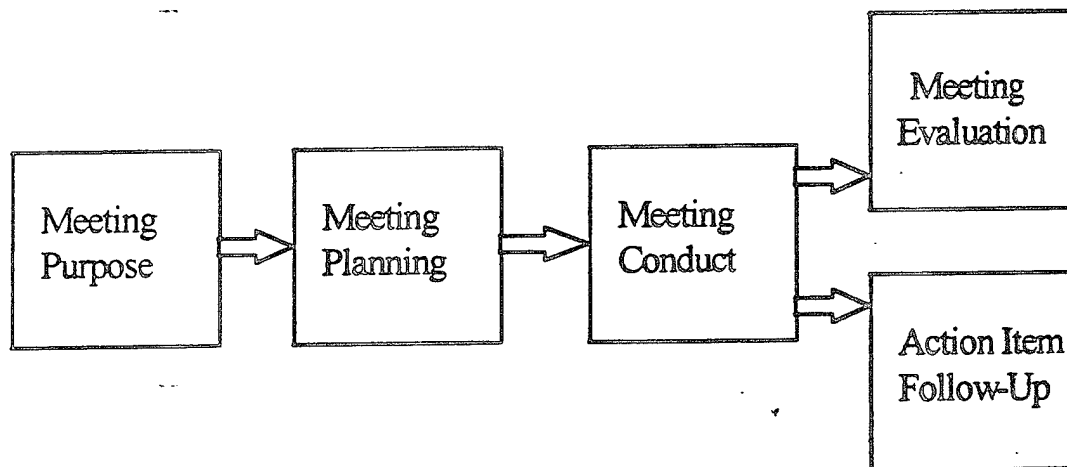 Meeting
Purpose
Meeting
Planning
Meeting
Conduct
Meeting
Evaluation
Action Item
Follow-Up